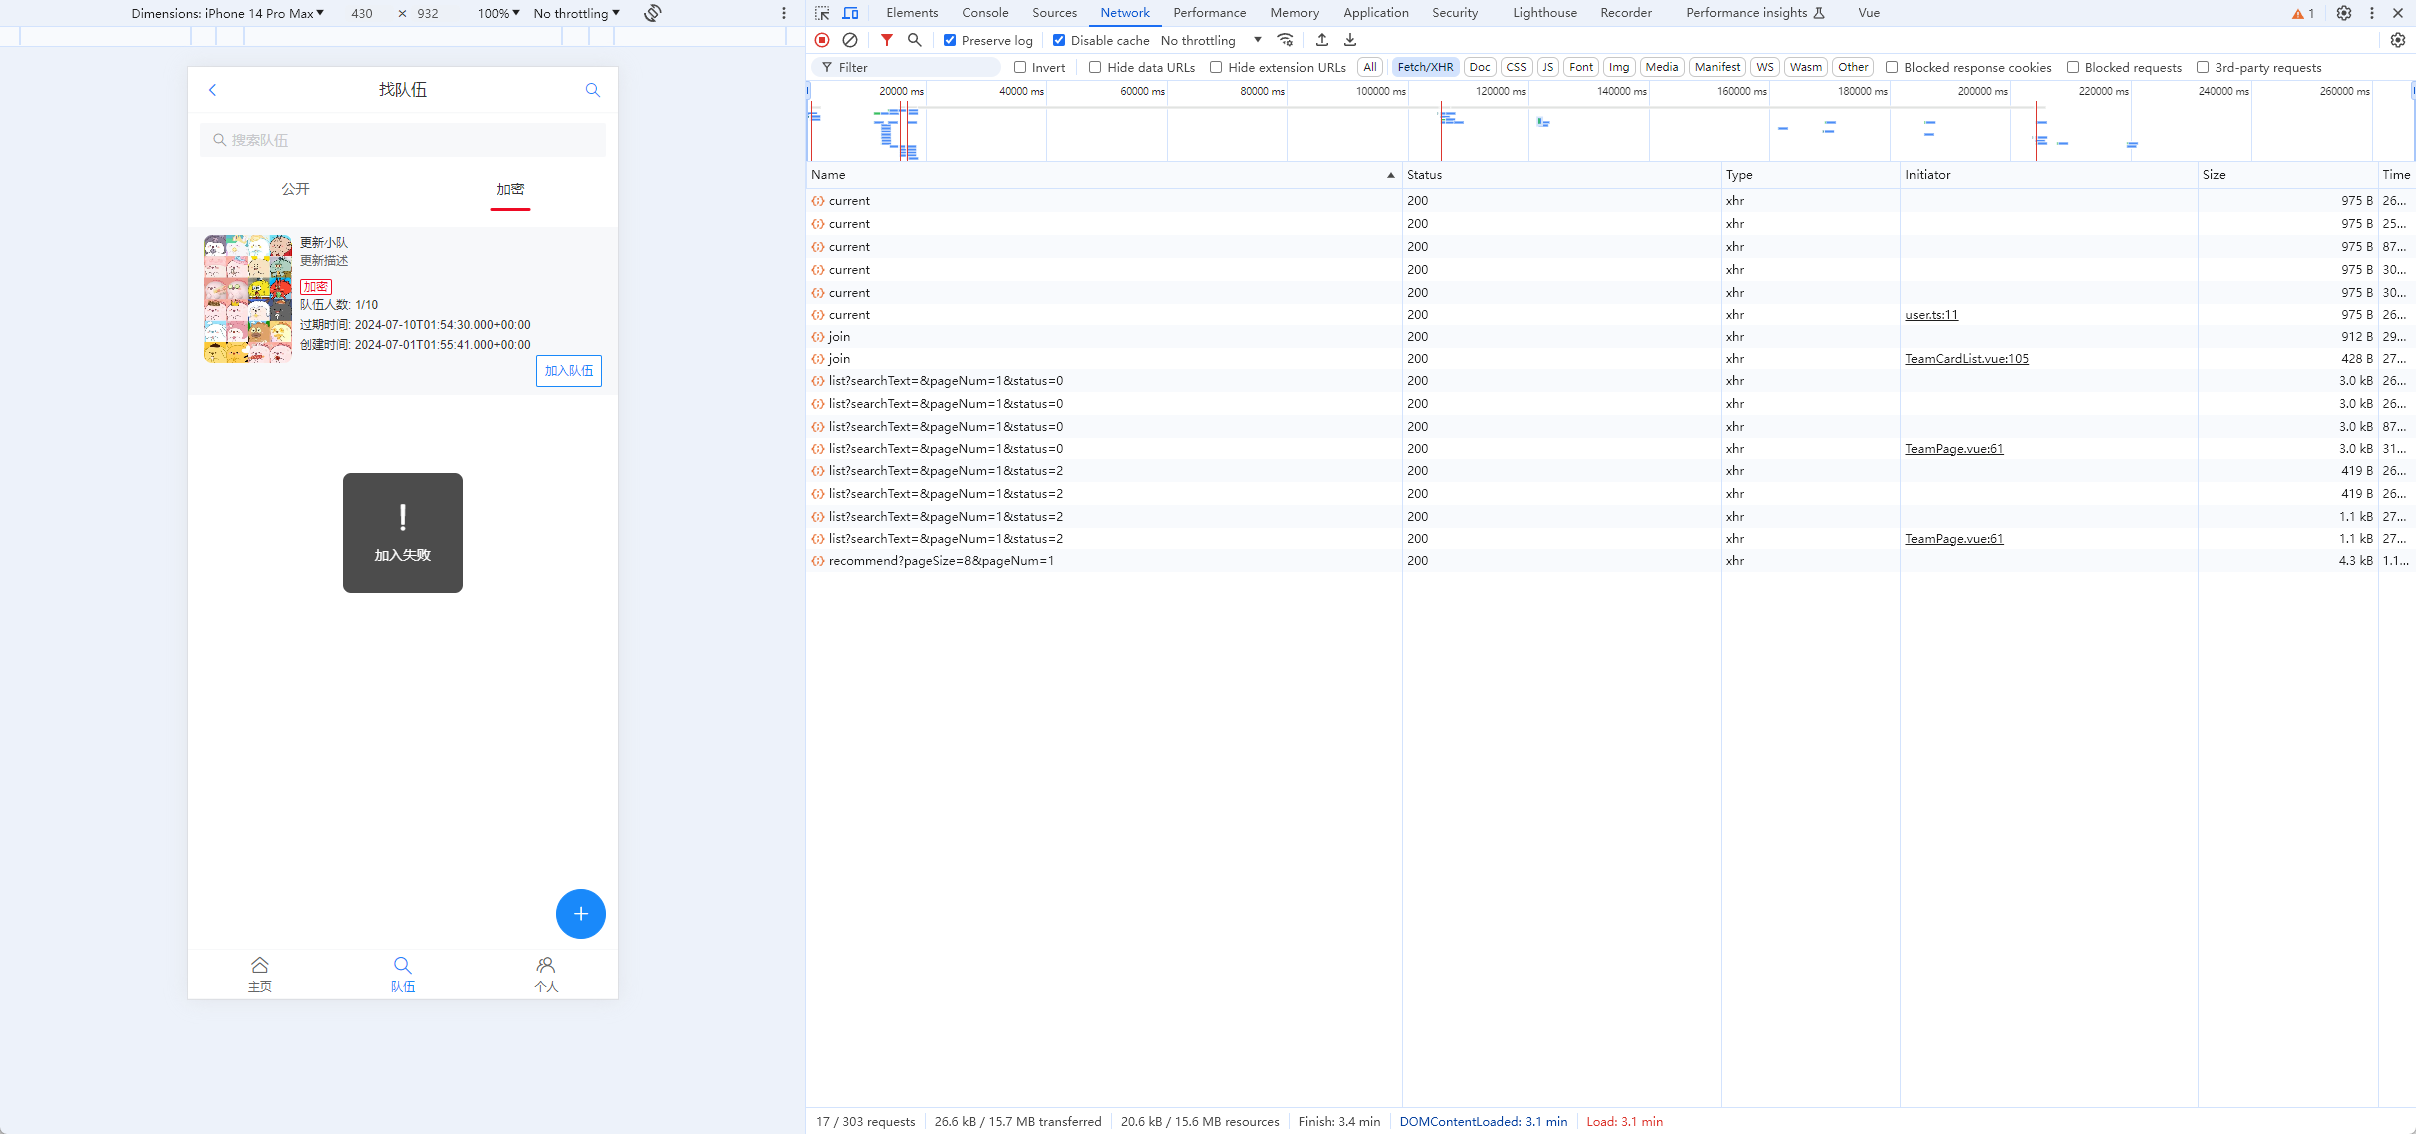 Dimensions: iPhone 14 Pro Max 430 × 932 100% No throttling
找队伍
搜索队伍
公开 加密
更新小队
更新描述
加密
队伍人数: 1/10
过期时间: 2024-07-10T01:54:30.000+00:00
创建时间: 2024-07-01T01:55:41.000+00:00
加入队伍
加入失败
主页 队伍 个人
Elements Console Sources Network Performance Memory Application Security Lighthouse Recorder Performance insights Vue 1
Preserve log Disable cache No throttling
Filter Invert Hide data URLs Hide extension URLs All Fetch/XHR Doc CSS JS Font Img Media Manifest WS Wasm Other Blocked response cookies Blocked requests 3rd-party requests
20000 ms 40000 ms 60000 ms 80000 ms 100000 ms 120000 ms 140000 ms 160000 ms 180000 ms 200000 ms 220000 ms 240000 ms 260000 ms
Name Status Type Initiator Size Time
current 200 xhr 975 B 26...
current 200 xhr 975 B 25...
current 200 xhr 975 B 87...
current 200 xhr 975 B 30...
current 200 xhr 975 B 30...
current 200 xhr user.ts:11 975 B 26...
join 200 xhr 912 B 29...
join 200 xhr TeamCardList.vue:105 428 B 27...
list?searchText=&pageNum=1&status=0 200 xhr 3.0 kB 26...
list?searchText=&pageNum=1&status=0 200 xhr 3.0 kB 26...
list?searchText=&pageNum=1&status=0 200 xhr 3.0 kB 87...
list?searchText=&pageNum=1&status=0 200 xhr TeamPage.vue:61 3.0 kB 31...
list?searchText=&pageNum=1&status=2 200 xhr 419 B 26...
list?searchText=&pageNum=1&status=2 200 xhr 419 B 26...
list?searchText=&pageNum=1&status=2 200 xhr 1.1 kB 27...
list?searchText=&pageNum=1&status=2 200 xhr TeamPage.vue:61 1.1 kB 27...
recommend?pageSize=8&pageNum=1 200 xhr 4.3 kB 1.1...
17 / 303 requests 26.6 kB / 15.7 MB transferred 20.6 kB / 15.6 MB resources Finish: 3.4 min DOMContentLoaded: 3.1 min Load: 3.1 min